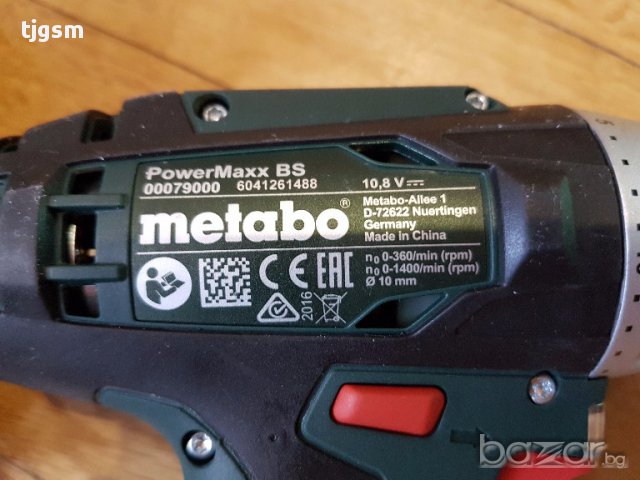 tjgsm
PowerMaxx BS
00079000 6041261488 10,8 V
metabo®
Metabo-Allee 1
D-72622 Nuertingen
Germany
Made in China
n₀ 0-360/min (rpm)
n₀ 0-1400/min (rpm)
Ø 10 mm
CE EAC
2016
5
bazar.bg